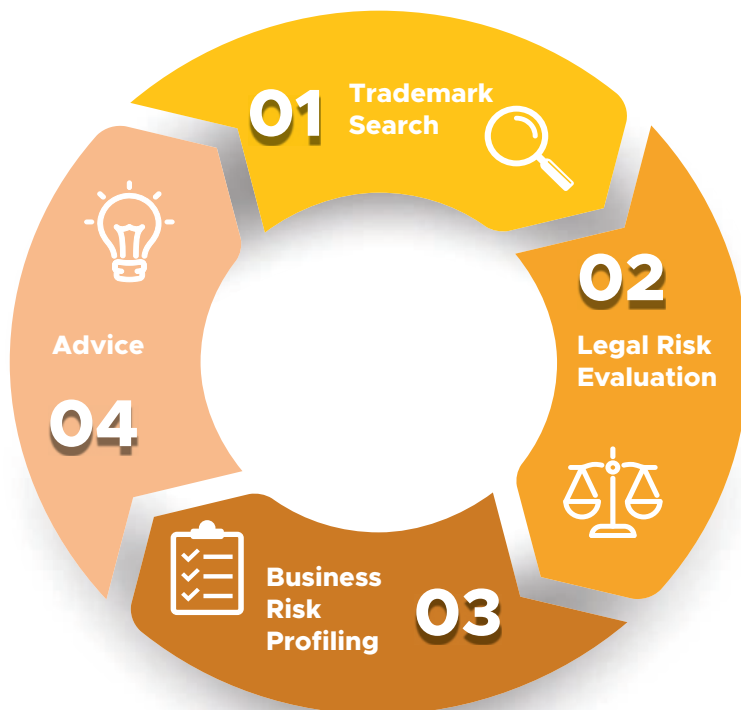 01
Trademark
Search
02
Legal Risk
Evaluation
03
Business
Risk
Profiling
04
Advice